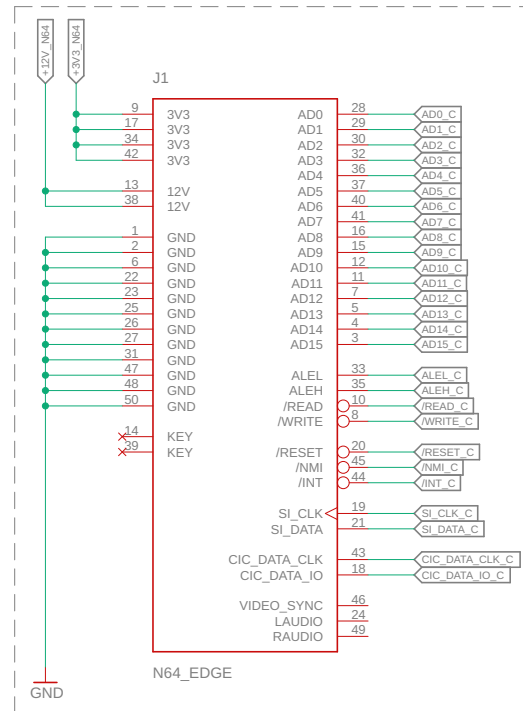 +12V_N64
+3V3_N64
J1
9 3V3 AD0 28 AD0_C
17 3V3 AD1 29 AD1_C
34 3V3 AD2 30 AD2_C
42 3V3 AD3 32 AD3_C
AD4 36 AD4_C
13 12V AD5 37 AD5_C
38 12V AD6 40 AD6_C
AD7 41 AD7_C
1 GND AD8 16 AD8_C
2 GND AD9 15 AD9_C
6 GND AD10 12 AD10_C
22 GND AD11 11 AD11_C
23 GND AD12 7 AD12_C
25 GND AD13 5 AD13_C
26 GND AD14 4 AD14_C
27 GND AD15 3 AD15_C
31 GND
47 GND ALEL 33 ALEL_C
48 GND ALEH 35 ALEH_C
50 GND /READ 10 /READ_C
/WRITE 8 /WRITE_C
14 KEY
39 KEY /RESET 20 /RESET_C
/NMI 45 /NMI_C
/INT 44 /INT_C
SI_CLK 19 SI_CLK_C
SI_DATA 21 SI_DATA_C
CIC_DATA_CLK 43 CIC_DATA_CLK_C
CIC_DATA_IO 18 CIC_DATA_IO_C
VIDEO_SYNC 46
LAUDIO 24
RAUDIO 49
N64_EDGE
GND